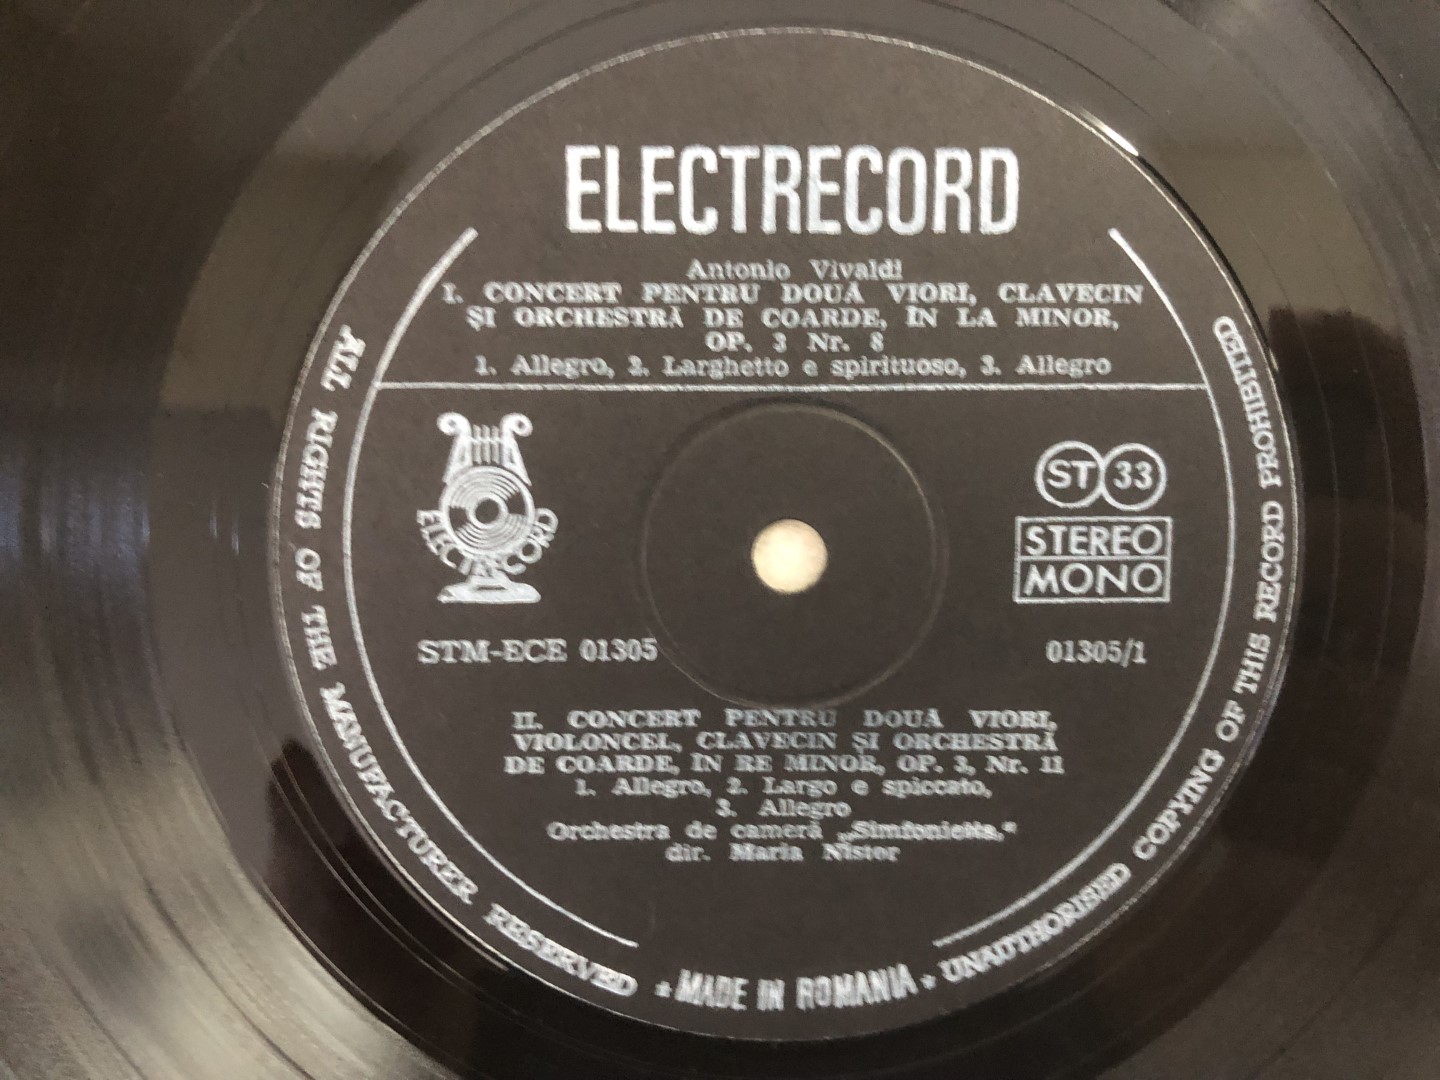 ELECTRECORD
Antonio Vivaldi
I. CONCERT PENTRU DOUĂ VIORI, CLAVECIN
ȘI ORCHESTRĂ DE COARDE, ÎN LA MINOR,
OP. 3 Nr. 8
1. Allegro, 2. Larghetto e spirituoso, 3. Allegro
ELECTRECORD
ST 33
STEREO
MONO
STM-ECE 01305
01305/1
II. CONCERT PENTRU DOUĂ VIORI,
VIOLONCEL, CLAVECIN ȘI ORCHESTRĂ
DE COARDE, ÎN RE MINOR, OP. 3, Nr. 11
1. Allegro, 2. Largo e spiccato,
3. Allegro
Orchestra de cameră „Simfonietta,"
dir. Maria Nistor
ALL RIGHTS OF THE MANUFACTURER RESERVED
* MADE IN ROMANIA *
UNAUTHORISED COPYING OF THIS RECORD PROHIBITED